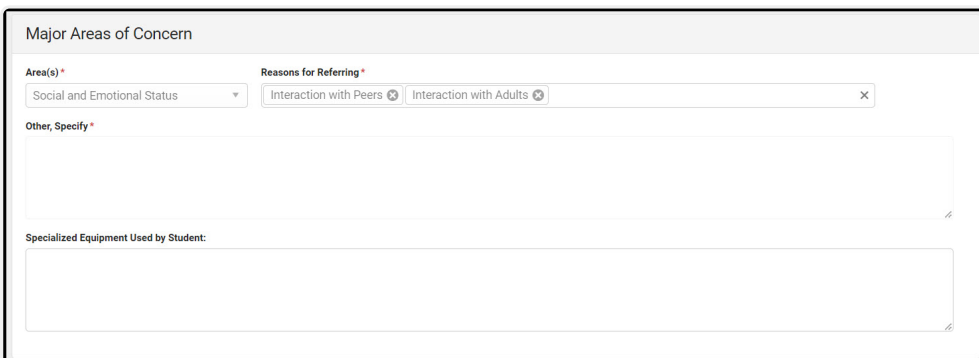 Major Areas of Concern
Area(s) * Reasons for Referring *
Social and Emotional Status Interaction with Peers Interaction with Adults
Other, Specify *
Specialized Equipment Used by Student: